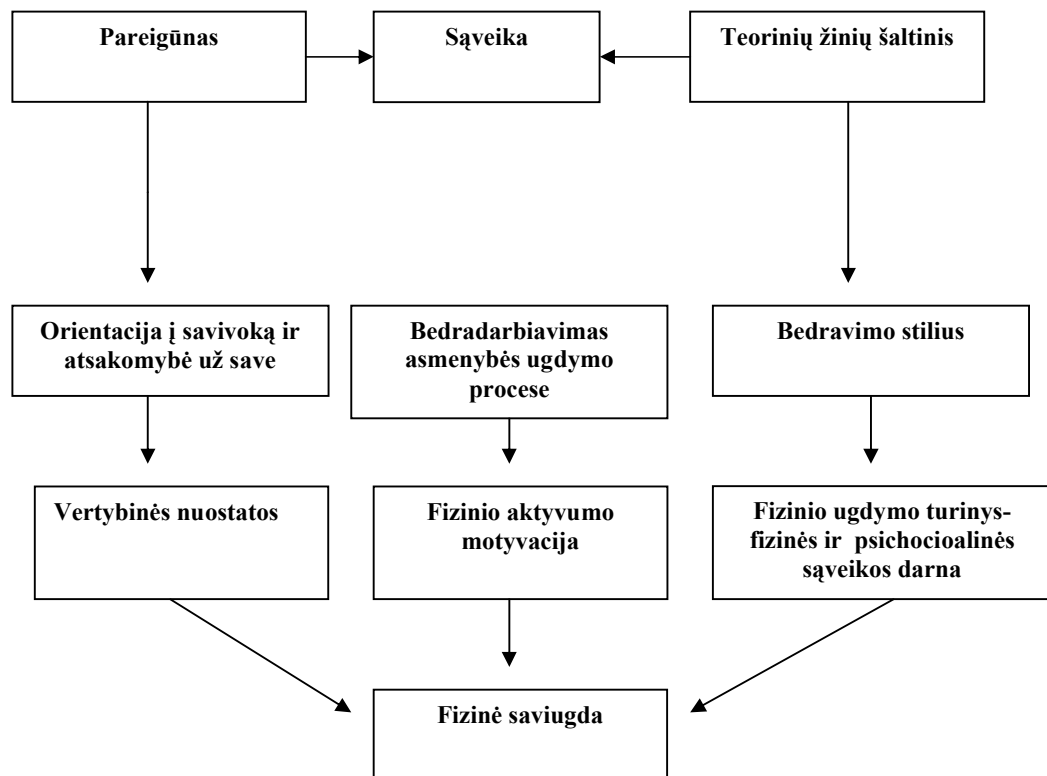 Pareigūnas
Sąveika
Teorinių žinių šaltinis
Orientacija į savivoką ir
atsakomybė už save
Bedradarbiavimas
asmenybės ugdymo
procese
Bedravimo stilius
Vertybinės nuostatos
Fizinio aktyvumo
motyvacija
Fizinio ugdymo turinys-
fizinės ir psichocioalinės
sąveikos darna
Fizinė saviugda